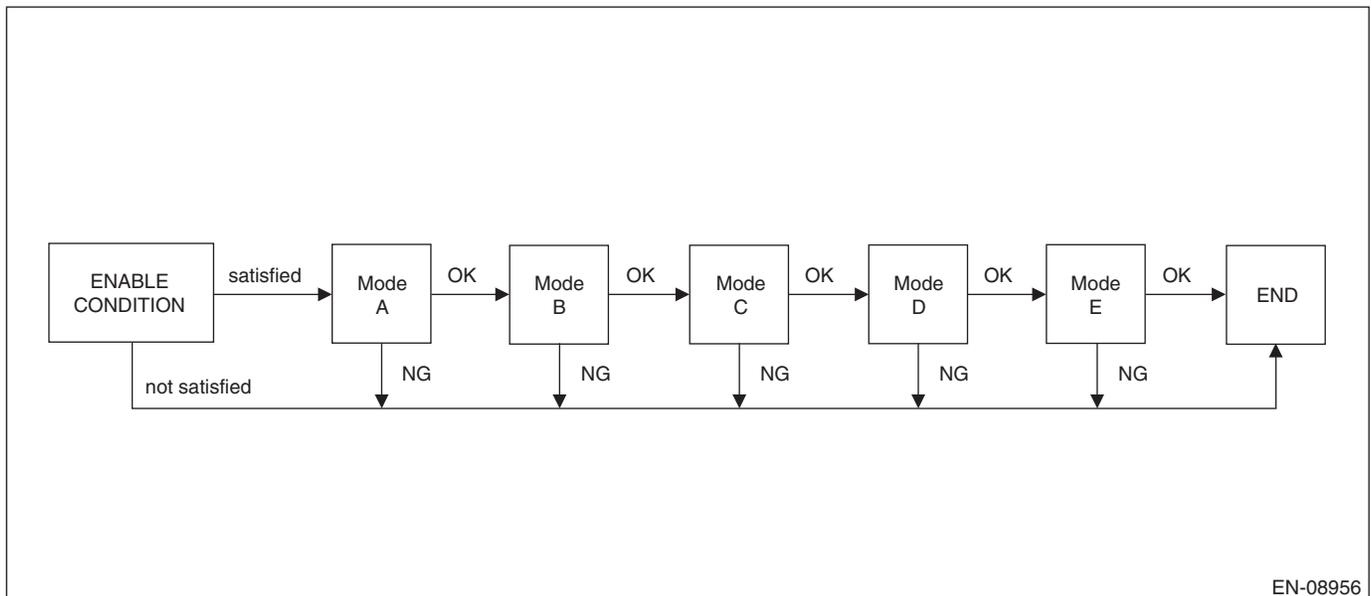 ENABLE
CONDITION
satisfied
Mode
A
OK
Mode
B
OK
Mode
C
OK
Mode
D
OK
Mode
E
OK
END
not satisfied
NG
NG
NG
NG
NG
EN-08956